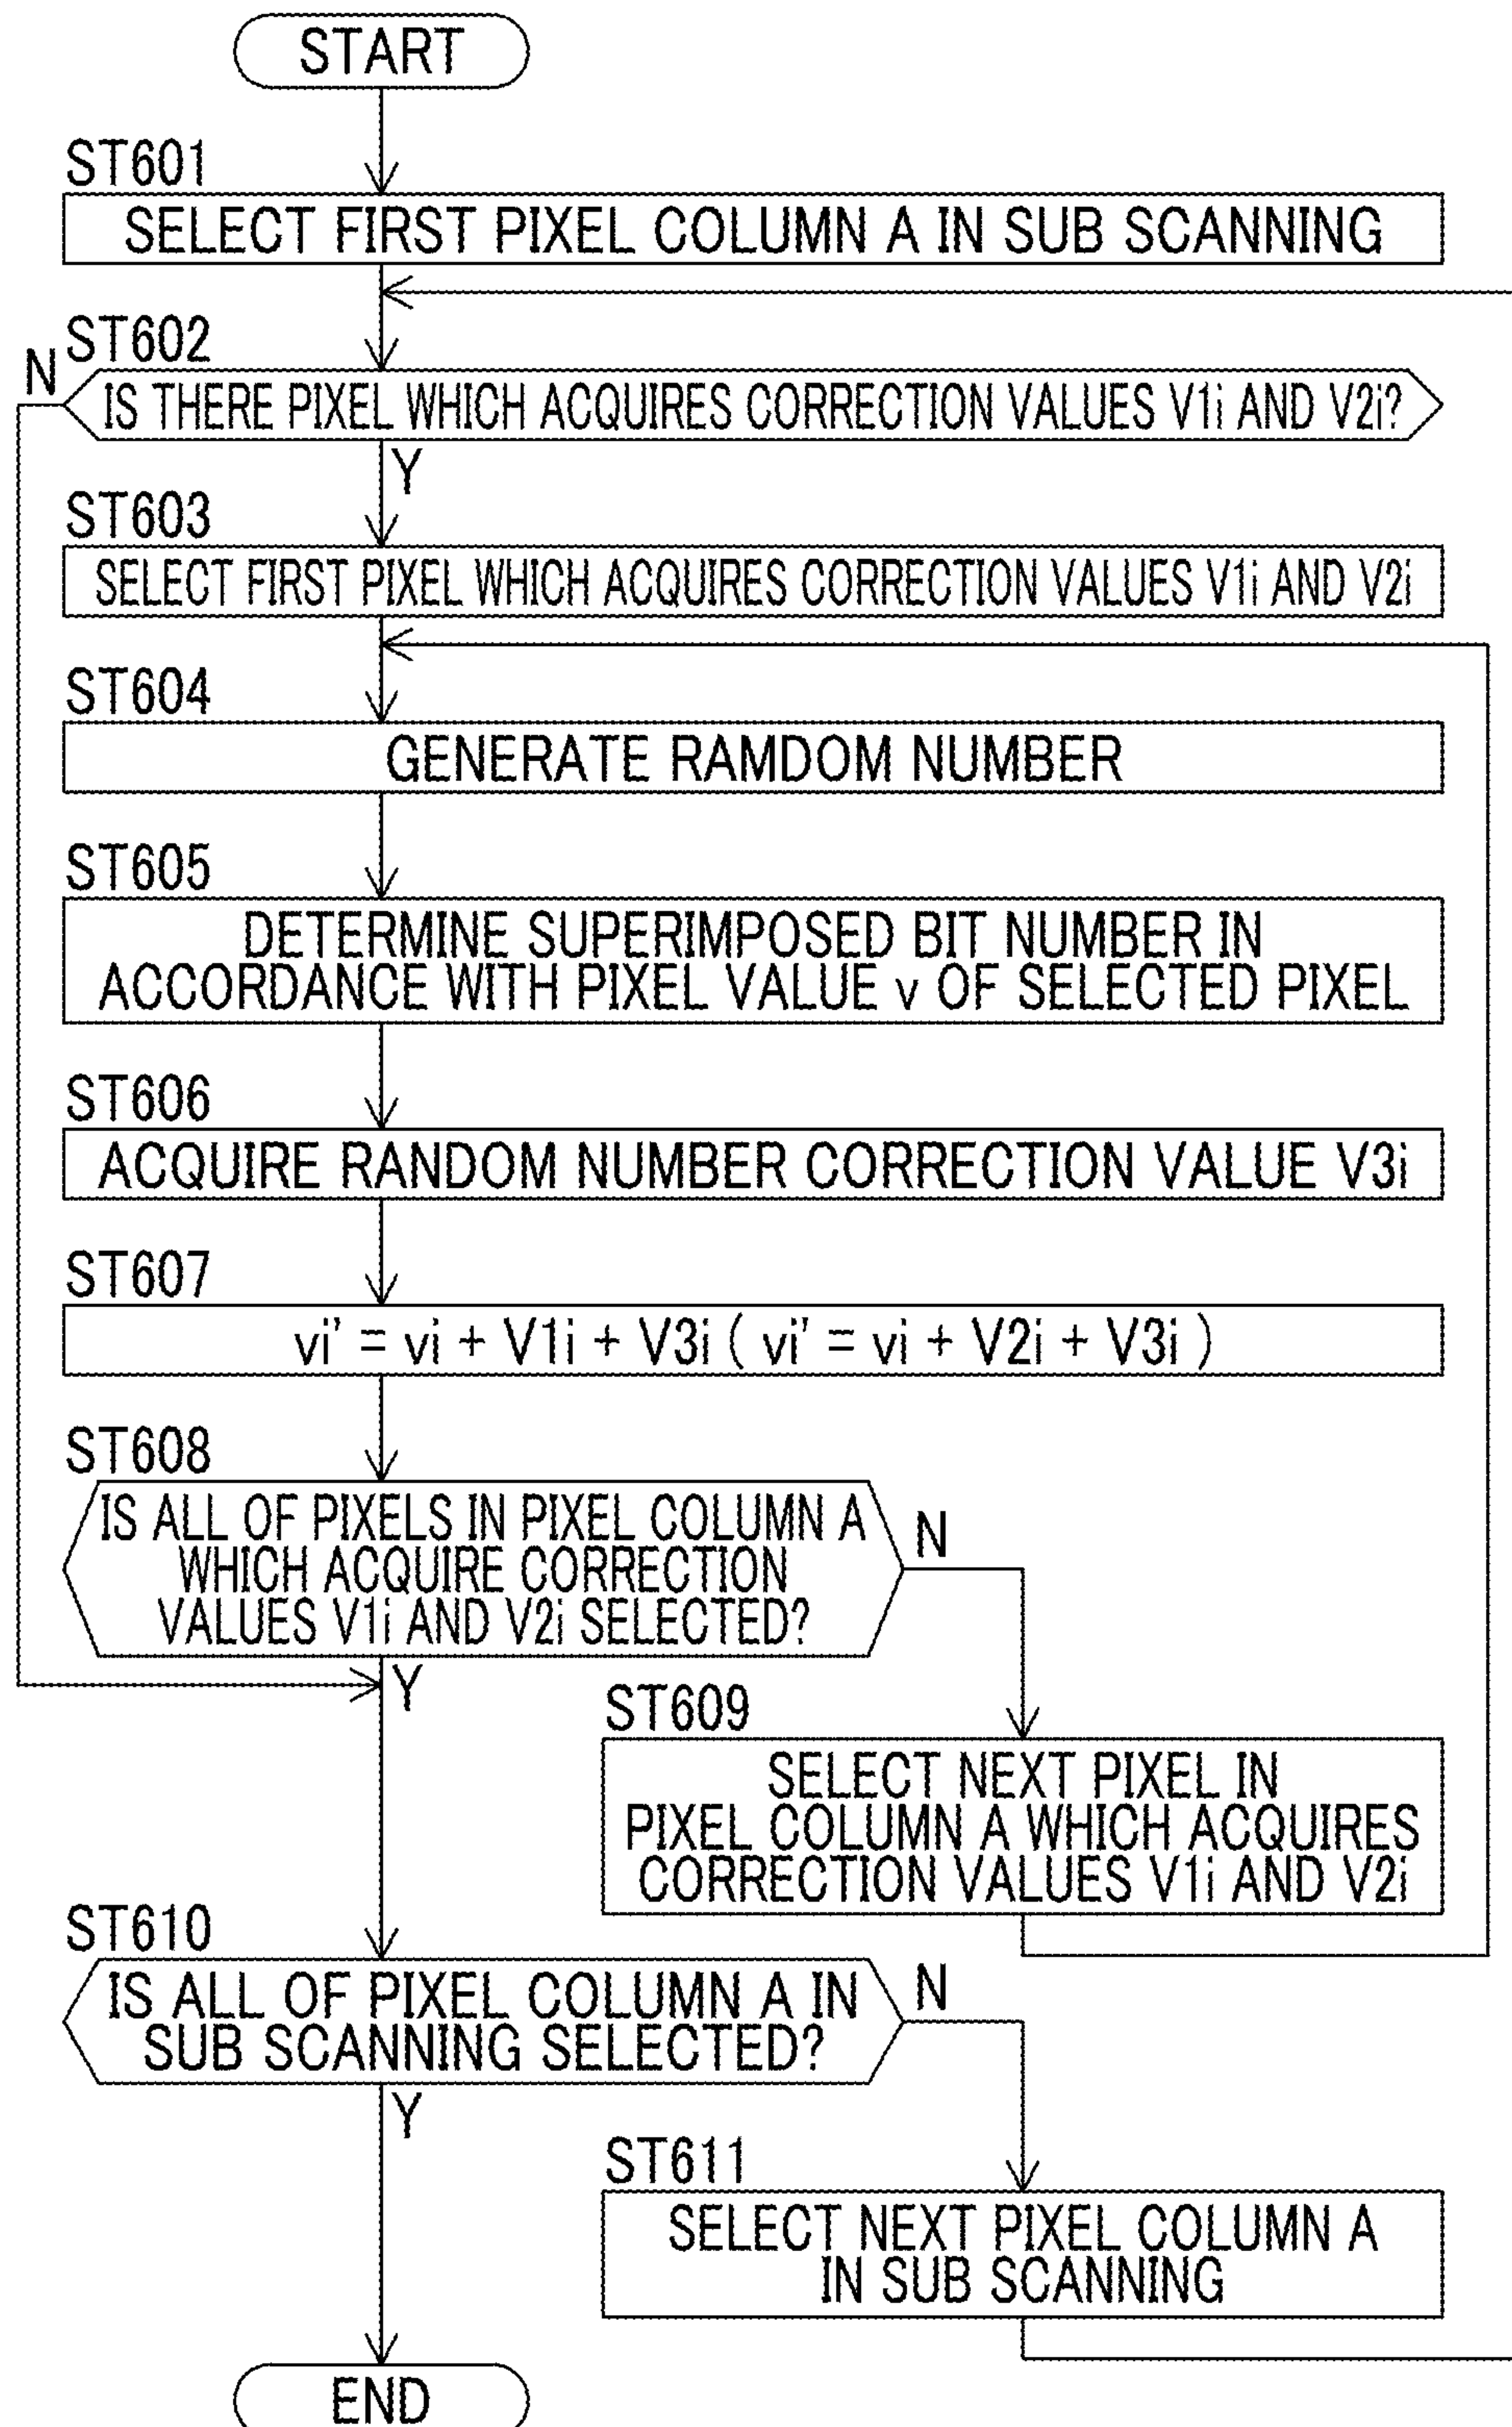 START
ST601
SELECT FIRST PIXEL COLUMN A IN SUB SCANNING
ST602
N
IS THERE PIXEL WHICH ACQUIRES CORRECTION VALUES V1i AND V2i?
Y
ST603
SELECT FIRST PIXEL WHICH ACQUIRES CORRECTION VALUES V1i AND V2i
ST604
GENERATE RAMDOM NUMBER
ST605
DETERMINE SUPERIMPOSED BIT NUMBER IN
ACCORDANCE WITH PIXEL VALUE v OF SELECTED PIXEL
ST606
ACQUIRE RANDOM NUMBER CORRECTION VALUE V3i
ST607
vi' = vi + V1i + V3i ( vi' = vi + V2i + V3i )
ST608
IS ALL OF PIXELS IN PIXEL COLUMN A
WHICH ACQUIRE CORRECTION
VALUES V1i AND V2i SELECTED?
N
Y
ST609
SELECT NEXT PIXEL IN
PIXEL COLUMN A WHICH ACQUIRES
CORRECTION VALUES V1i AND V2i
ST610
IS ALL OF PIXEL COLUMN A IN
SUB SCANNING SELECTED?
N
Y
ST611
SELECT NEXT PIXEL COLUMN A
IN SUB SCANNING
END